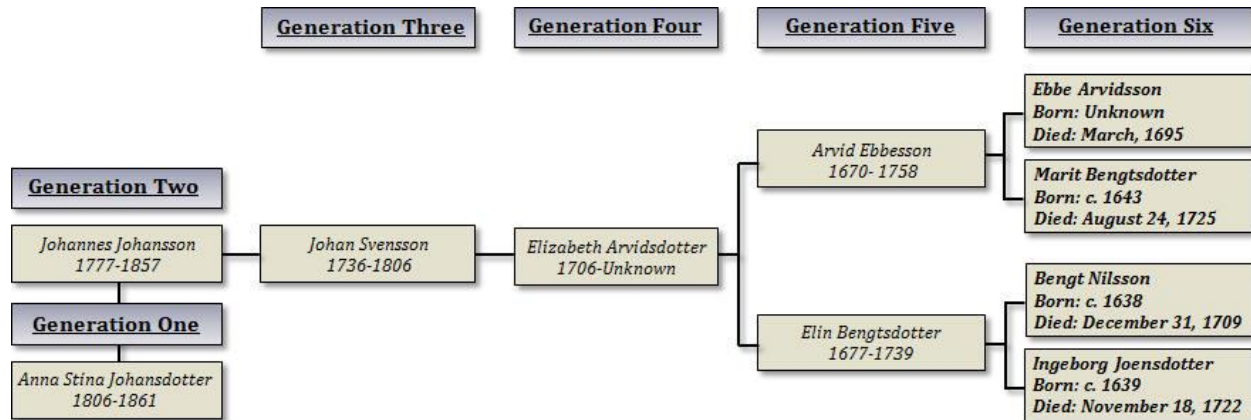 Generation Three
Generation Four
Generation Five
Generation Six
Ebbe Arvidsson
Born: Unknown
Died: March, 1695
Arvid Ebbesson
1670- 1758
Marit Bengtsdotter
Born: c. 1643
Died: August 24, 1725
Generation Two
Johannes Johansson
1777-1857
Johan Svensson
1736-1806
Elizabeth Arvidsdotter
1706-Unknown
Bengt Nilsson
Born: c. 1638
Died: December 31, 1709
Generation One
Elin Bengtsdotter
1677-1739
Ingeborg Joensdotter
Born: c. 1639
Died: November 18, 1722
Anna Stina Johansdotter
1806-1861